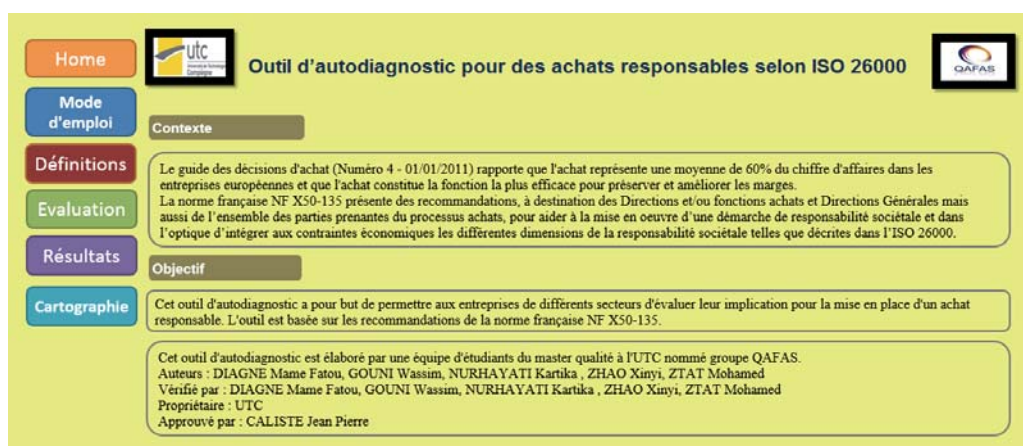 Home
Mode
d'emploi
Définitions
Evaluation
Résultats
Cartographie
utc
Université de Technologie
Compiègne
Outil d'autodiagnostic pour des achats responsables selon ISO 26000
QAFAS
Contexte
Le guide des décisions d'achat (Numéro 4 - 01/01/2011) rapporte que l'achat représente une moyenne de 60% du chiffre d'affaires dans les
entreprises européennes et que l'achat constitue la fonction la plus efficace pour préserver et améliorer les marges.
La norme française NF X50-135 présente des recommandations, à destination des Directions et/ou fonctions achats et Directions Générales mais
aussi de l'ensemble des parties prenantes du processus achats, pour aider à la mise en oeuvre d'une démarche de responsabilité sociétale et dans
l'optique d'intégrer aux contraintes économiques les différentes dimensions de la responsabilité sociétale telles que décrites dans l'ISO 26000.
Objectif
Cet outil d'autodiagnostic a pour but de permettre aux entreprises de différents secteurs d'évaluer leur implication pour la mise en place d'un achat
responsable. L'outil est basée sur les recommandations de la norme française NF X50-135.
Cet outil d'autodiagnostic est élaboré par une équipe d'étudiants du master qualité à l'UTC nommé groupe QAFAS.
Auteurs : DIAGNE Mame Fatou, GOUNI Wassim, NURHAYATI Kartika , ZHAO Xinyi, ZTAT Mohamed
Vérifié par : DIAGNE Mame Fatou, GOUNI Wassim, NURHAYATI Kartika , ZHAO Xinyi, ZTAT Mohamed
Propriétaire : UTC
Approuvé par : CALISTE Jean Pierre